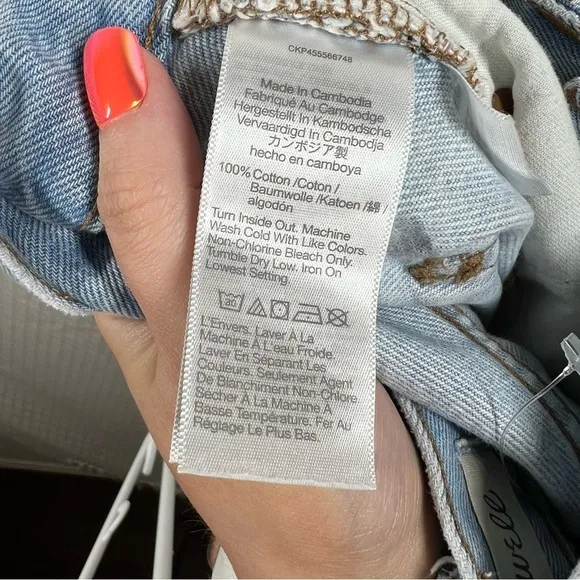 CKP455568748
Made In Cambodia
Fabriqué Au Cambodge
Hergestellt In Kambodscha
Vervaardigd In Cambodja
カンボジア製
hecho en camboya
100% Cotton /Coton /
Baumwolle /Katoen /綿 /
algodón
Turn Inside Out. Machine
Wash Cold With Like Colors.
Non-Chlorine Bleach Only.
Tumble Dry Low. Iron On
Lowest Setting.
L'Envers. Laver À La
Machine À L'eau Froide.
Laver En Séparant Les
Couleurs. Seulement Agent
De Blanchiment Non-Chlore.
Sécher À La Machine À
Basse Température. Fer Au
Réglage Le Plus Bas.
well